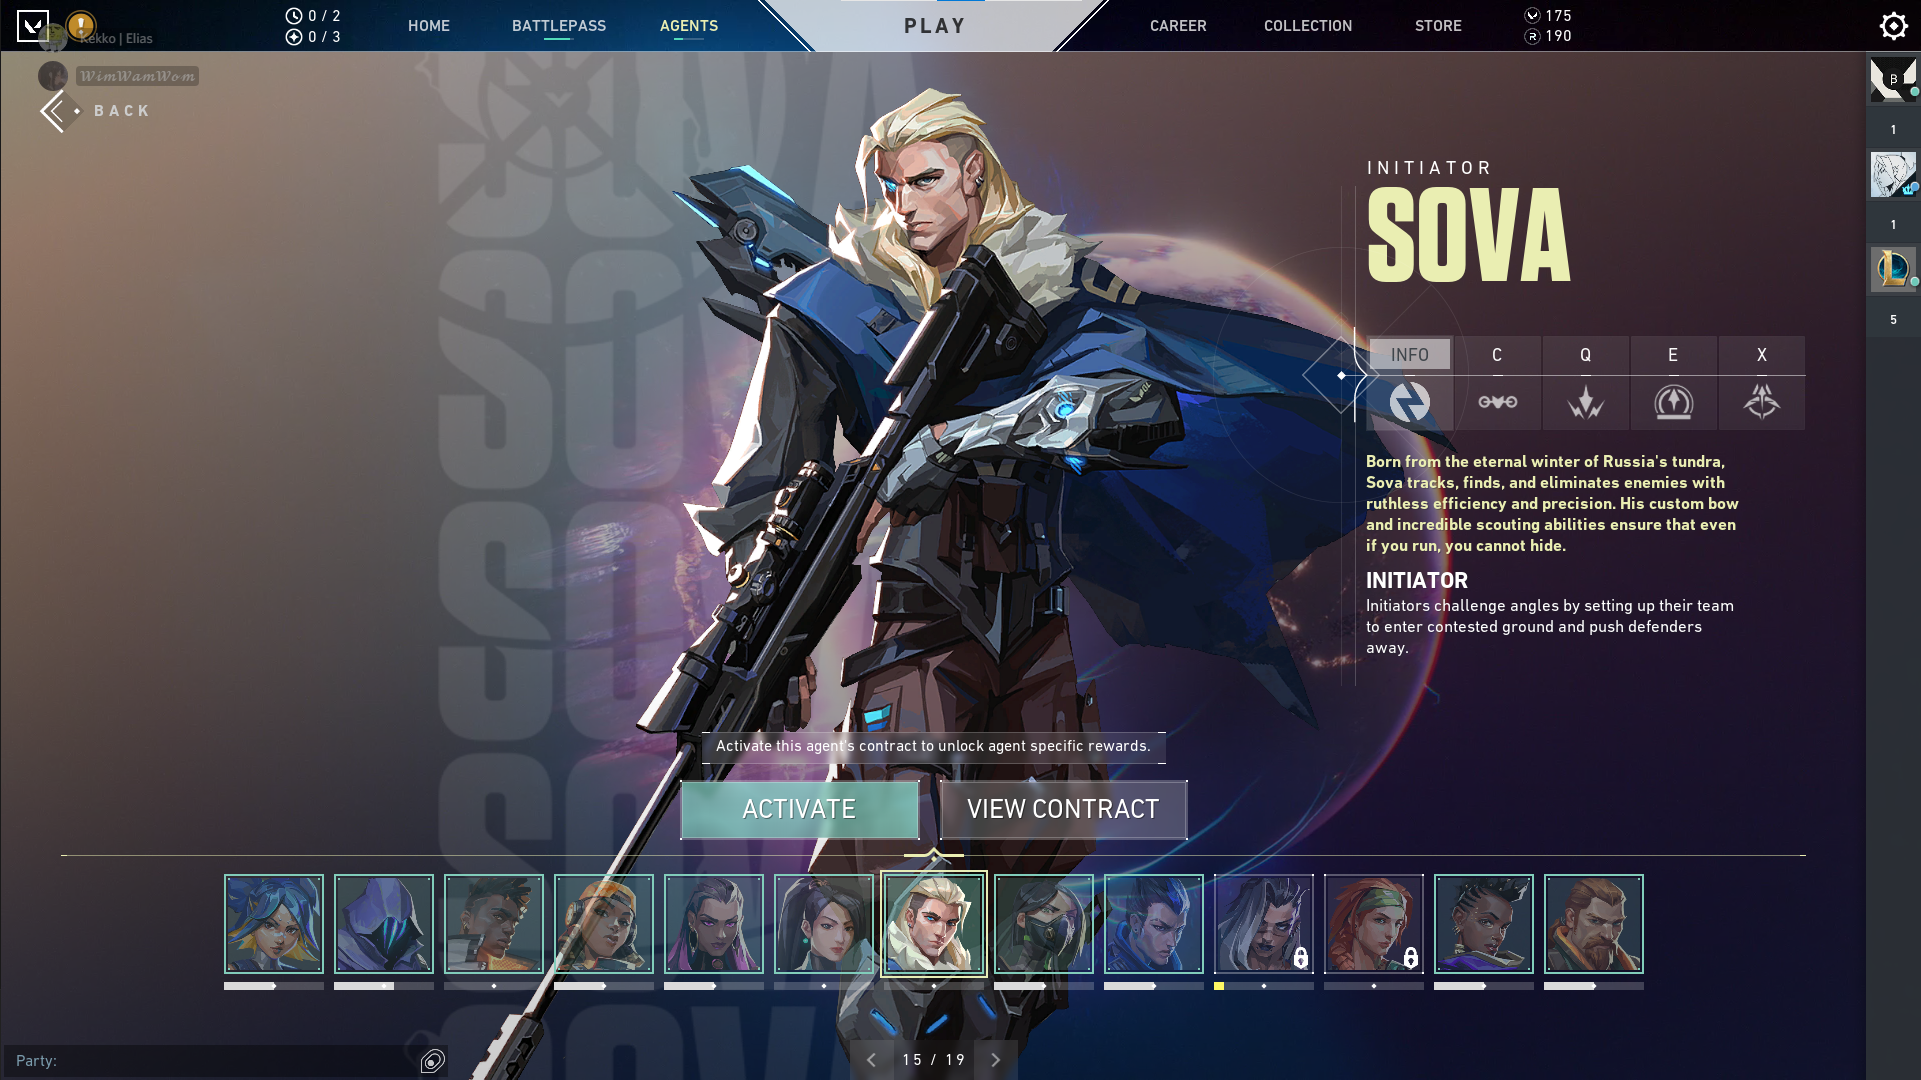 0 / 2
0 / 3
HOME
BATTLEPASS
AGENTS
PLAY
CAREER
COLLECTION
STORE
175
190
Kekko | Elias
WimWamWom
BACK
B
1
1
5
INITIATOR
SOVA
INFO
C
Q
E
X
Born from the eternal winter of Russia's tundra,
Sova tracks, finds, and eliminates enemies with
ruthless efficiency and precision. His custom bow
and incredible scouting abilities ensure that even
if you run, you cannot hide.
INITIATOR
Initiators challenge angles by setting up their team
to enter contested ground and push defenders
away.
Activate this agent's contract to unlock agent specific rewards.
ACTIVATE
VIEW CONTRACT
Party:
15 / 19
SOVA